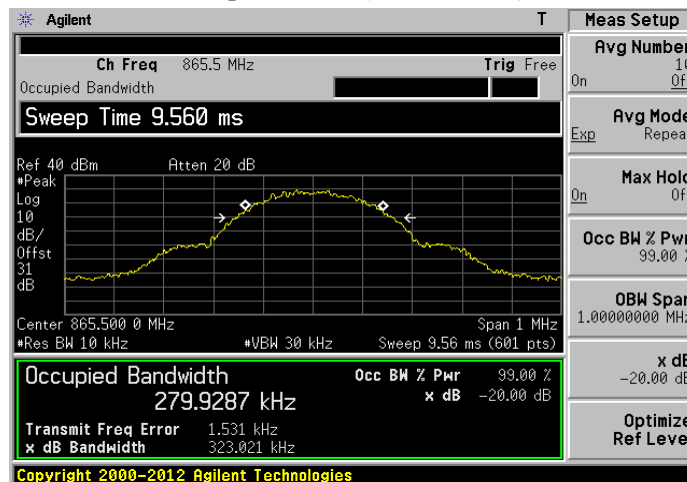 Agilent T Meas Setup
Ch Freq 865.5 MHz Trig Free
Occupied Bandwidth
Sweep Time 9.560 ms
Ref 40 dBm Atten 20 dB
#Peak
Log
10
dB/
Offst
31
dB
Center 865.500 0 MHz Span 1 MHz
#Res BW 10 kHz #VBW 30 kHz Sweep 9.56 ms (601 pts)
Occupied Bandwidth
279.9287 kHz
Occ BW % Pwr 99.00 %
x dB -20.00 dB
Transmit Freq Error 1.531 kHz
x dB Bandwidth 323.021 kHz
Copyright 2000-2012 Agilent Technologies
Avg Number
10
On Of
Avg Mode
Exp Repea
Max Hold
On Of
Occ BW % Pwr
99.00 %
OBW Span
1.00000000 MHz
x dB
-20.00 dB
Optimize
Ref Leve